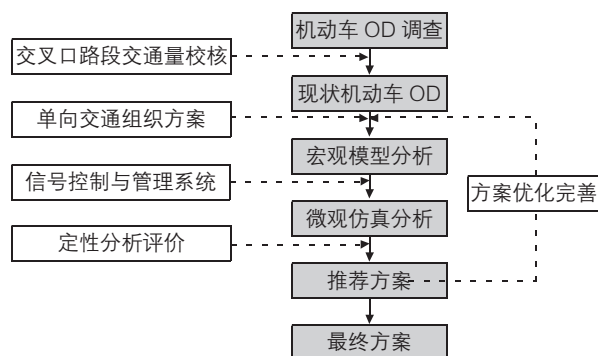 机动车 OD 调查
交叉口路段交通量校核
现状机动车 OD
单向交通组织方案
宏观模型分析
信号控制与管理系统
方案优化完善
微观仿真分析
定性分析评价
推荐方案
最终方案